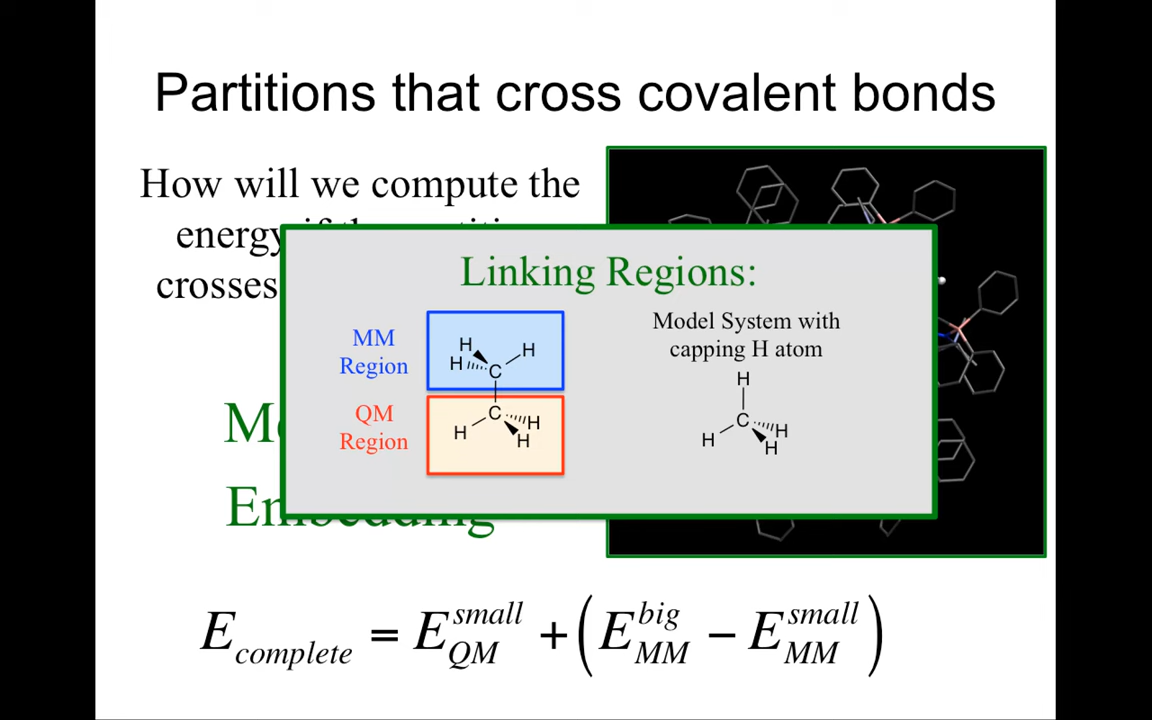 Partitions that cross covalent bonds
How will we compute the
energy
crosses
Linking Regions:
MM
Region
H
H
H
C
QM
Region
C
H
H
H
Model System with
capping H atom
H
C
H
H
H
Embedding
E_complete = E_QM^small + (E_MM^big − E_MM^small)